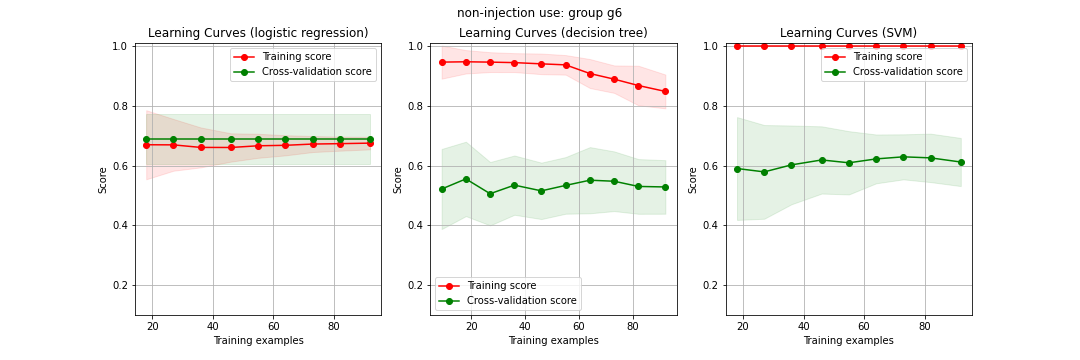 non-injection use: group g6
Learning Curves (logistic regression)
1.0
0.8
0.6
0.4
0.2
Score
20 40 60 80
Training examples
Training score
Cross-validation score
Learning Curves (decision tree)
1.0
0.8
0.6
0.4
0.2
Score
20 40 60 80
Training examples
Training score
Cross-validation score
Learning Curves (SVM)
1.0
0.8
0.6
0.4
0.2
Score
20 40 60 80
Training examples
Training score
Cross-validation score